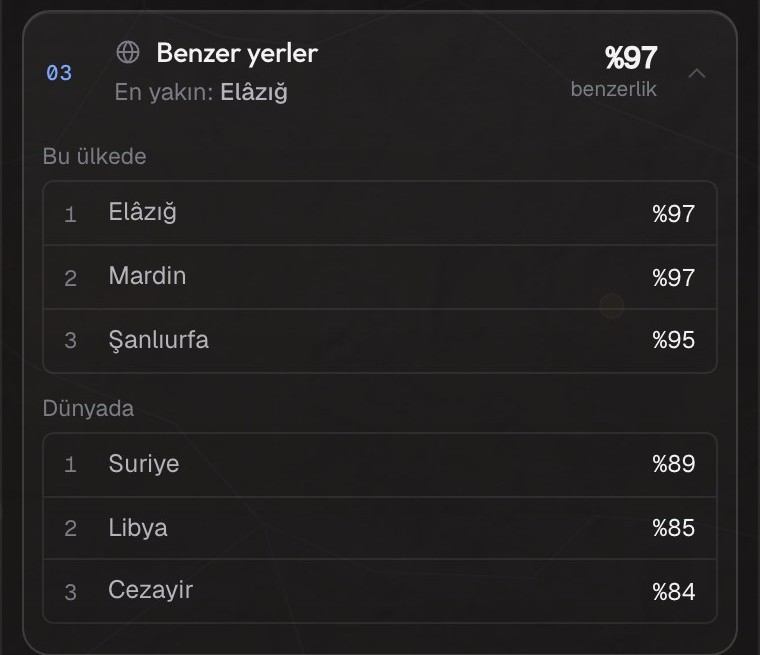 03
Benzer yerler
En yakın: Elâzığ
%97
benzerlik
Bu ülkede
1 Elâzığ %97
2 Mardin %97
3 Şanlıurfa %95
Dünyada
1 Suriye %89
2 Libya %85
3 Cezayir %84